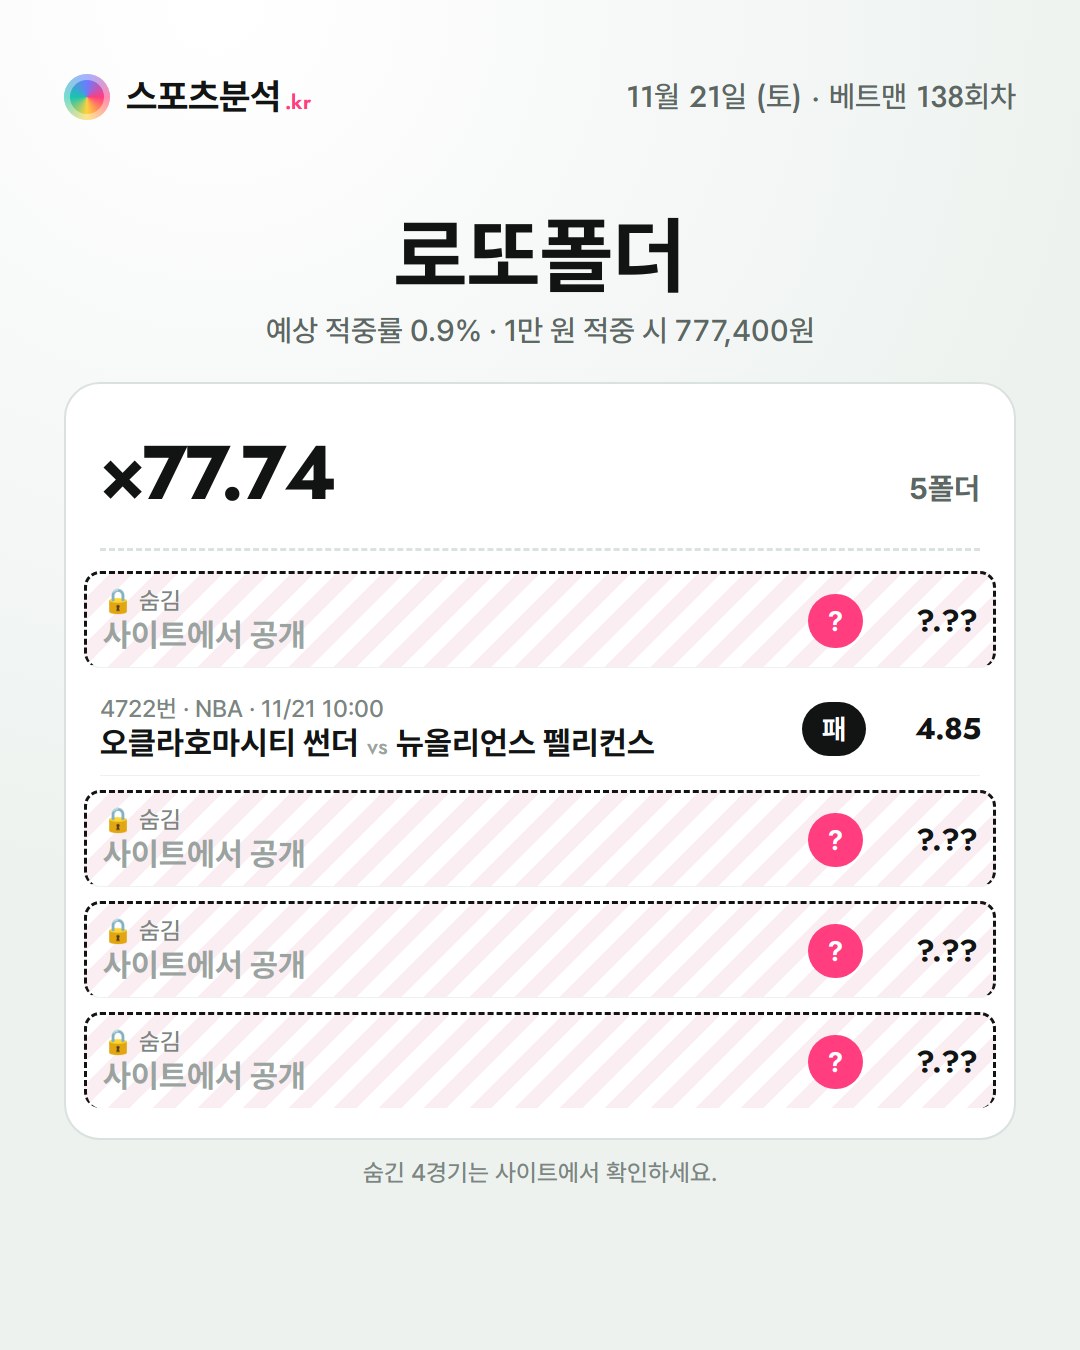 스포츠분석.kr
11월 21일 (토) · 베트맨 138회차
로또폴더
예상 적중률 0.9% · 1만 원 적중 시 777,400원
×77.74
5폴더
🔒 숨김
사이트에서 공개
?
?.??
4722번 · NBA · 11/21 10:00
오클라호마시티 썬더 vs 뉴올리언스 펠리컨스
패
4.85
🔒 숨김
사이트에서 공개
?
?.??
🔒 숨김
사이트에서 공개
?
?.??
🔒 숨김
사이트에서 공개
?
?.??
숨긴 4경기는 사이트에서 확인하세요.